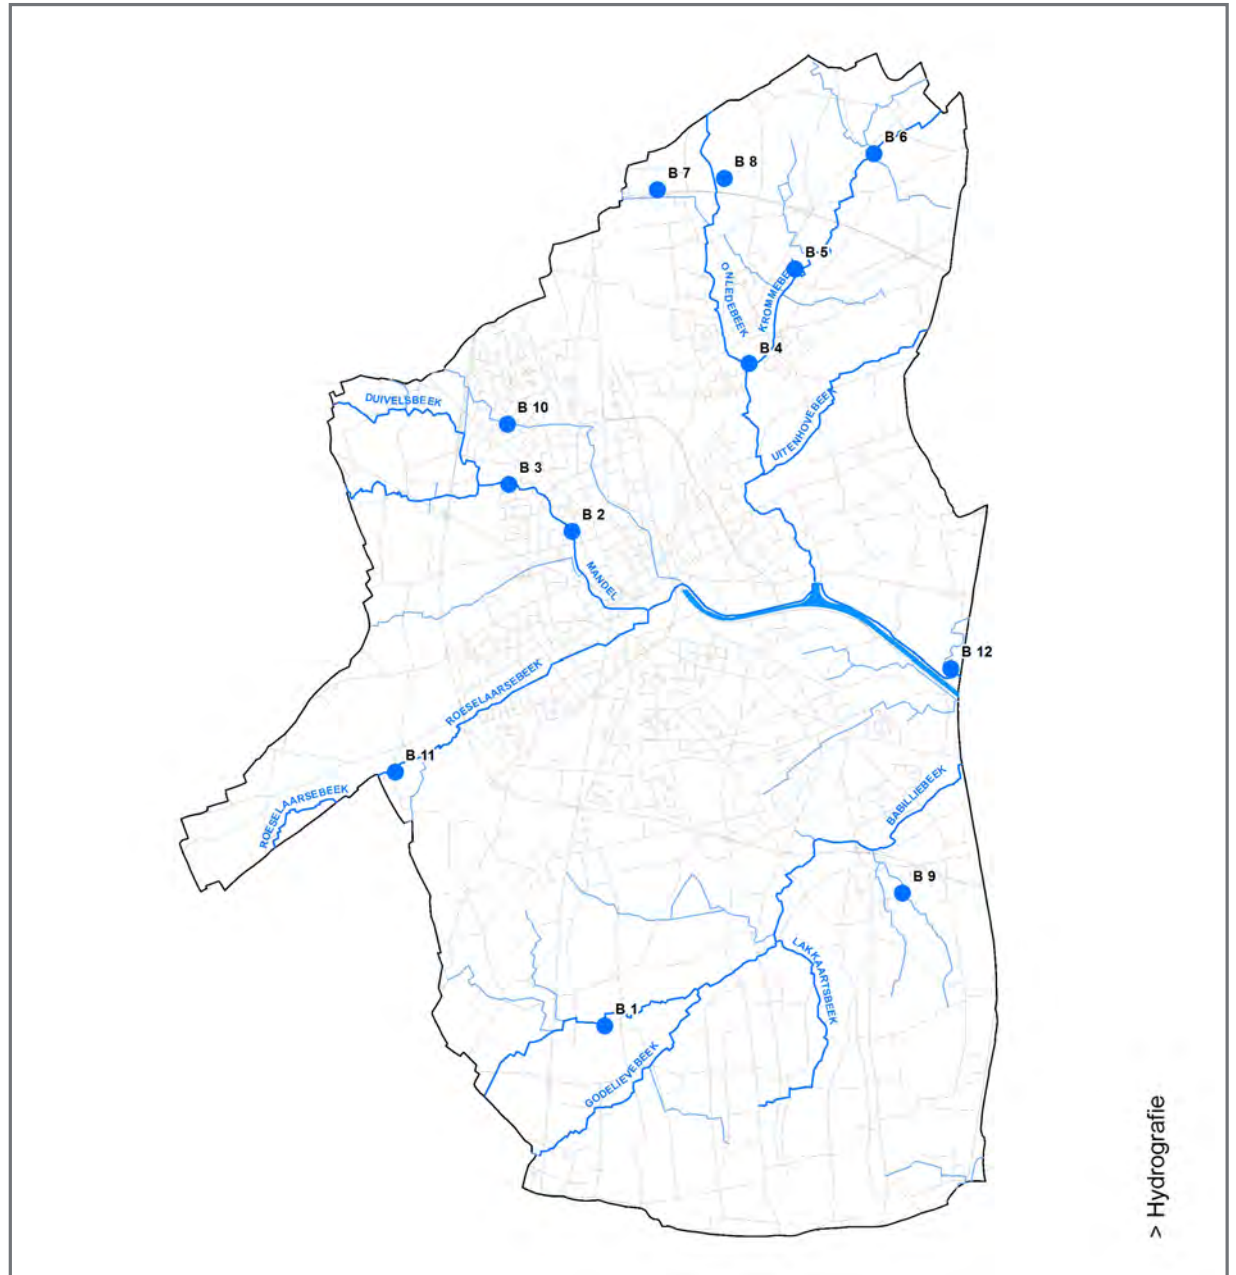 B 6
B 8
B 7
B 5
ONLEDEBEEK
KROMMEBEEK
B 4
DUIVELSBEEK
UITENHOVEBEEK
B 10
B 3
B 2
MANDEL
B 12
ROESELAARSEBEEK
B 11
ROESELAARSEBEEK
BABILLIEBEEK
B 9
LAKKAARTSBEEK
B 1
GODELIEVEBEEK
> Hydrografie